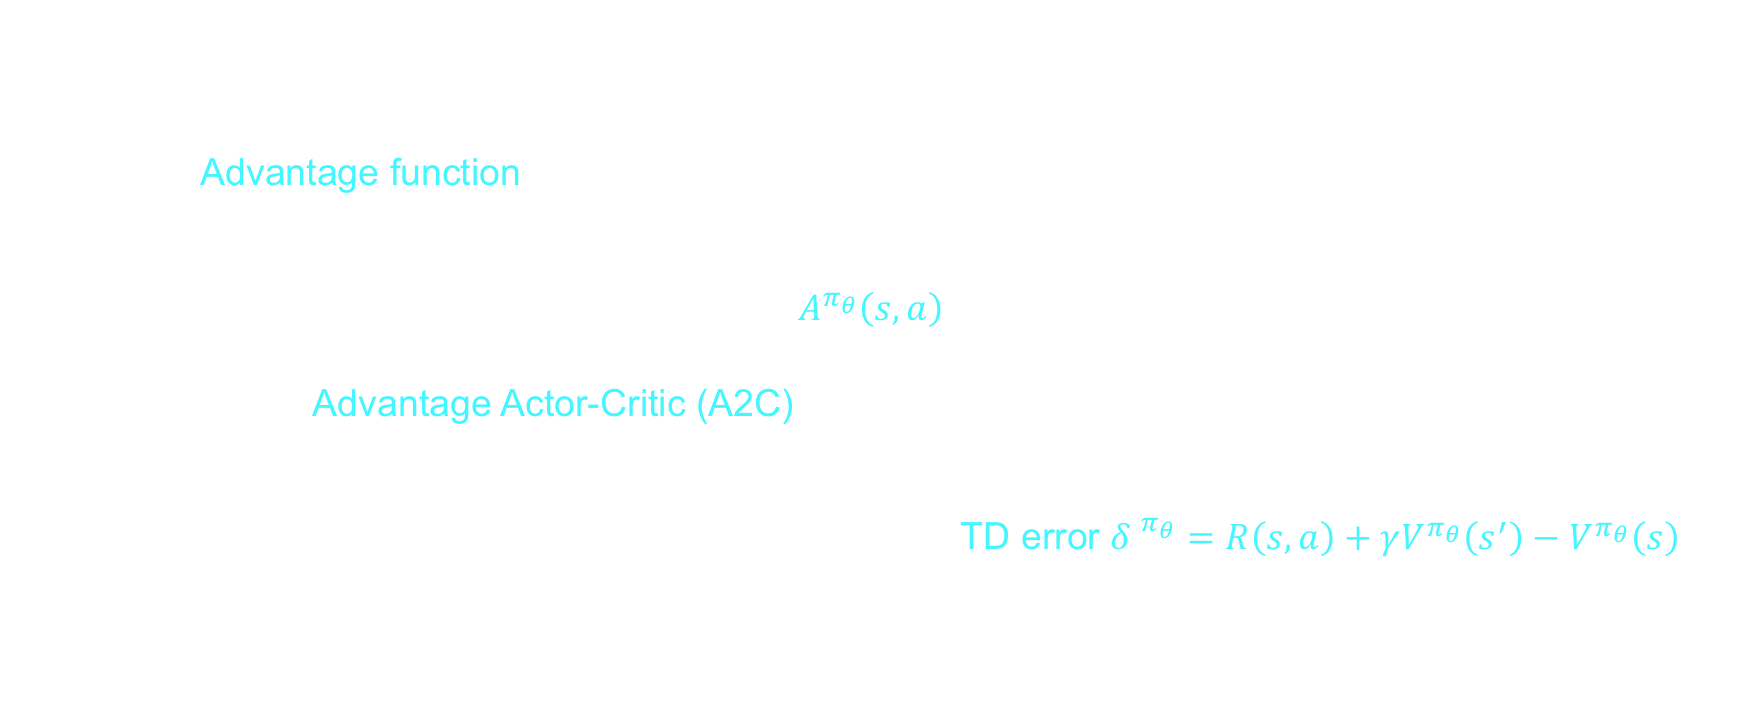 Advantage function
A^{π_θ}(s, a)
Advantage Actor-Critic (A2C)
TD error δ^{π_θ} = R(s, a) + γV^{π_θ}(s′) − V^{π_θ}(s)